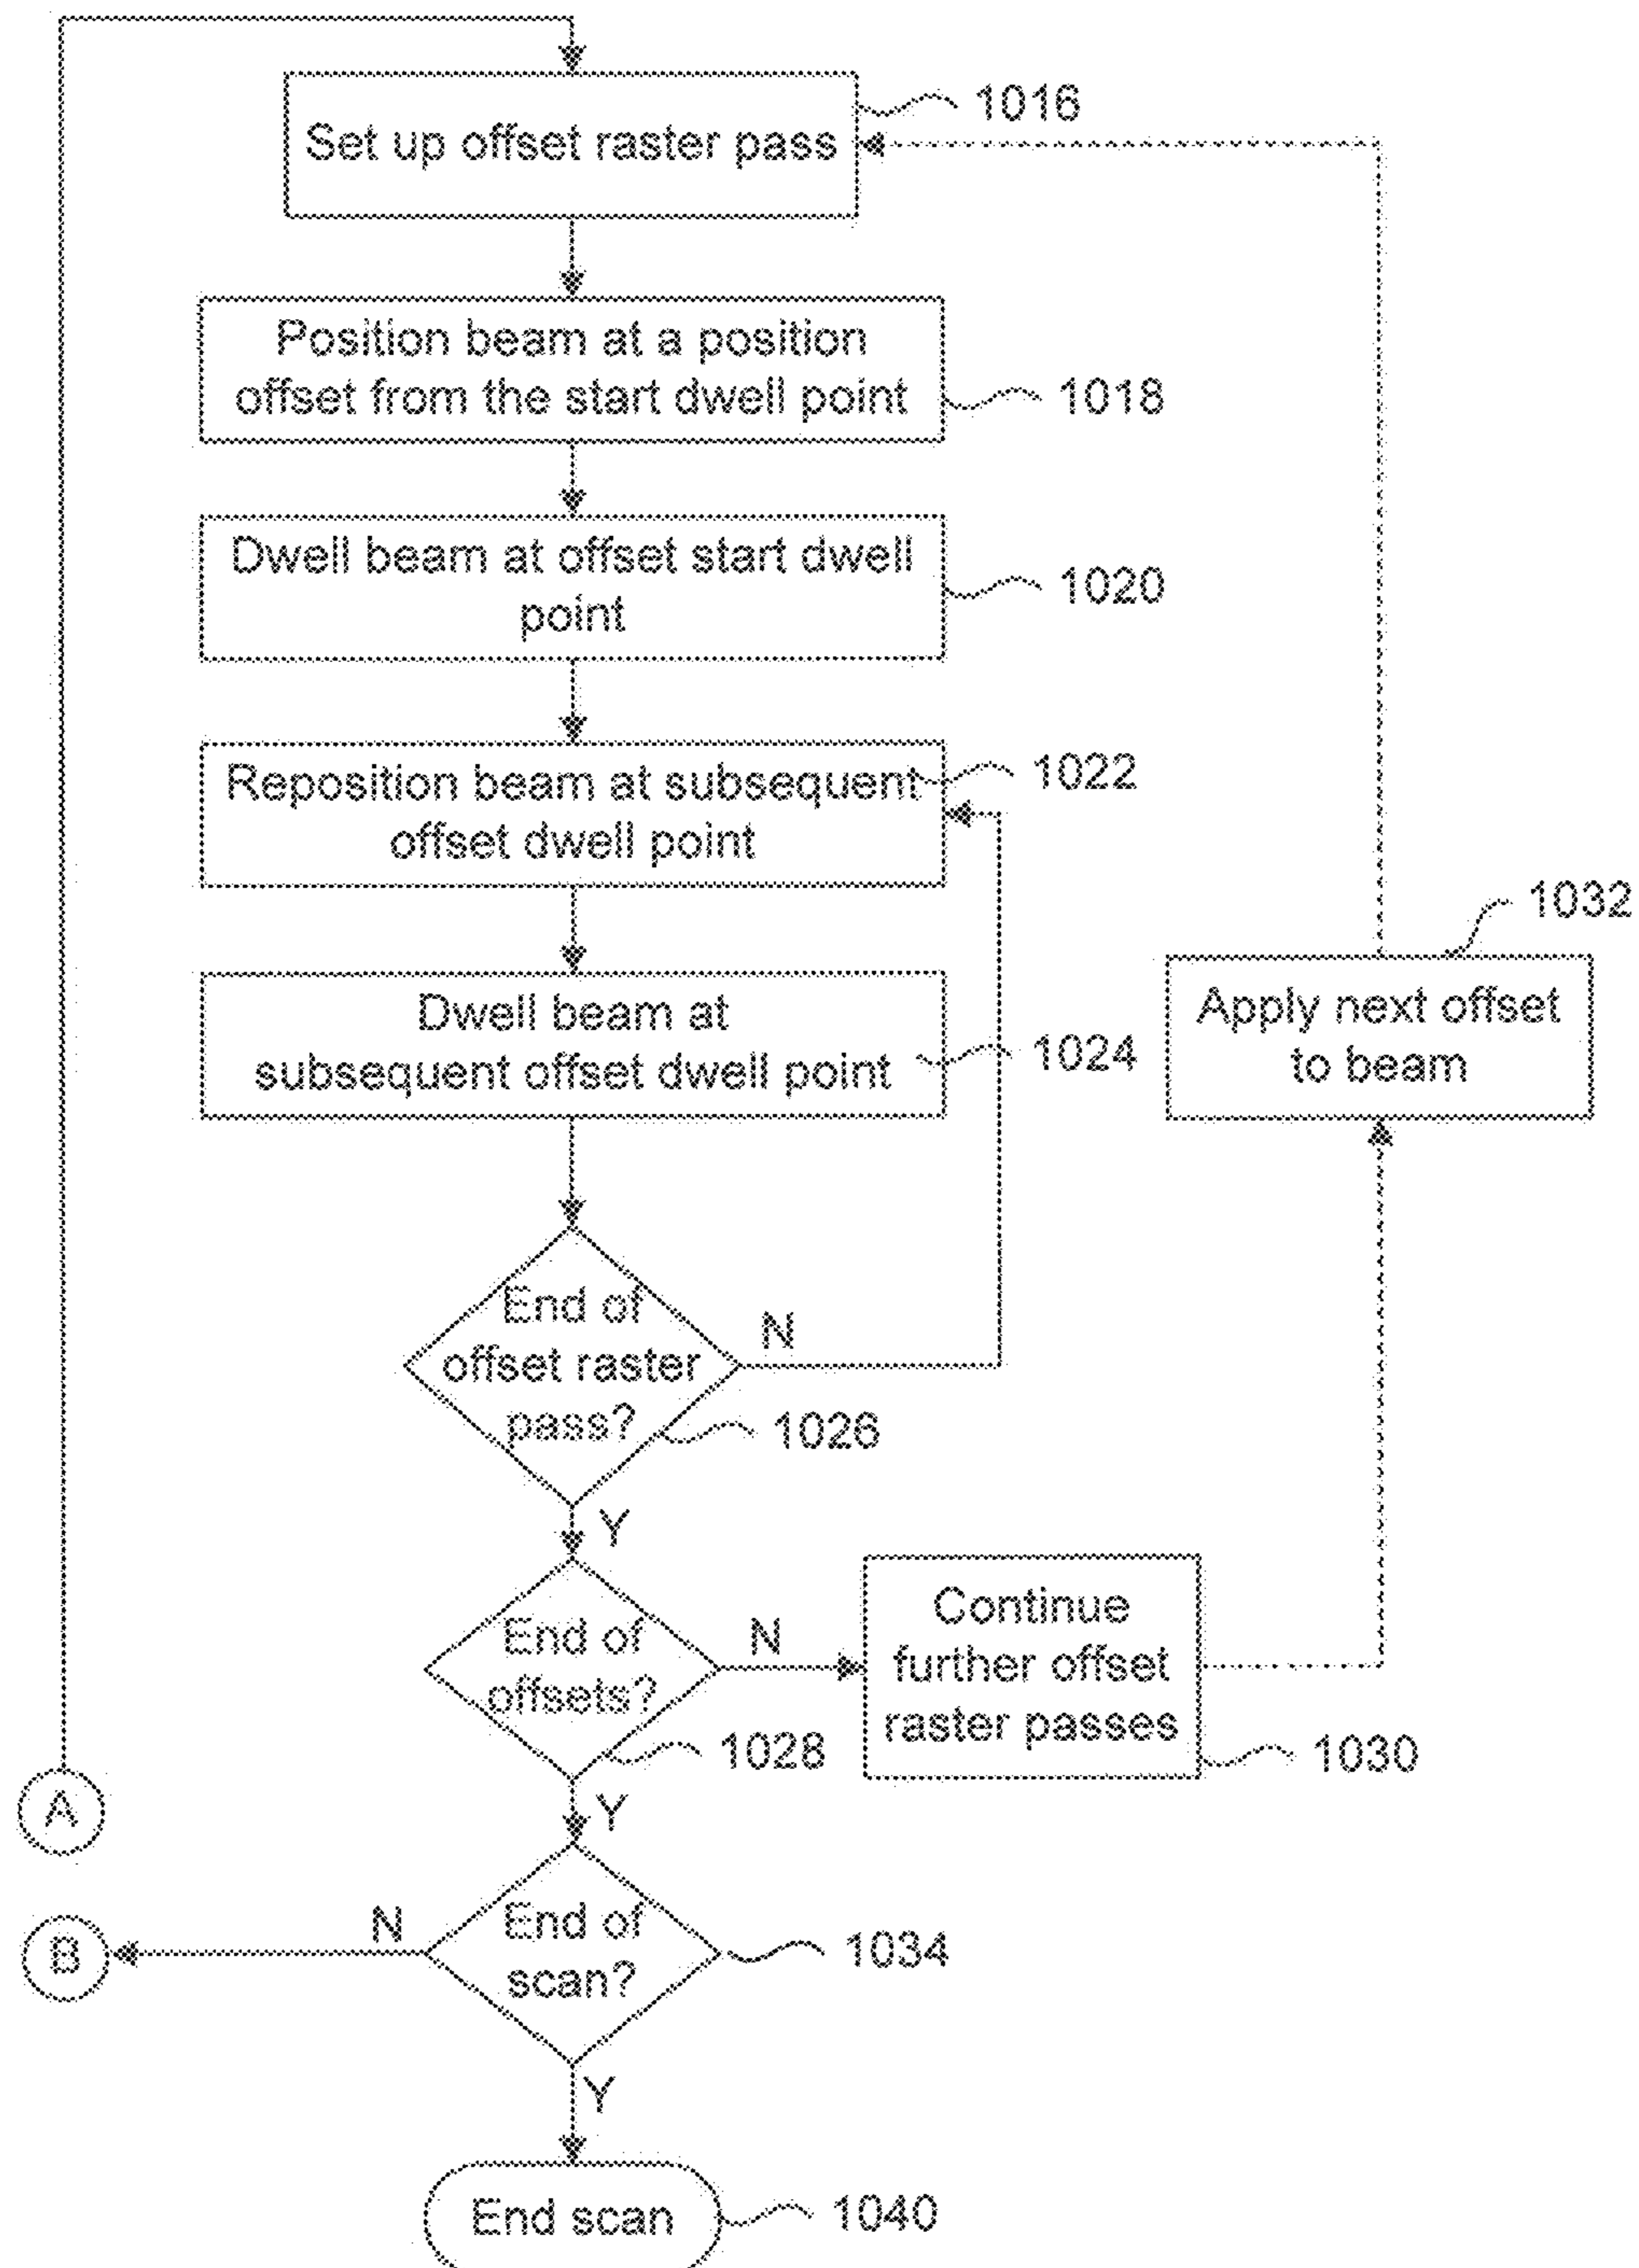 1016
Set up offset raster pass
Position beam at a position
offset from the start dwell point
1018
Dwell beam at offset start dwell
point
1020
Reposition beam at subsequent
offset dwell point
1022
Dwell beam at
subsequent offset dwell point
1024
1032
Apply next offset
to beam
End of
offset raster
pass?
N
1026
Y
End of
offsets?
N
1028
Continue
further offset
raster passes
1030
Y
A
B
N
End of
scan?
1034
Y
End scan
1040